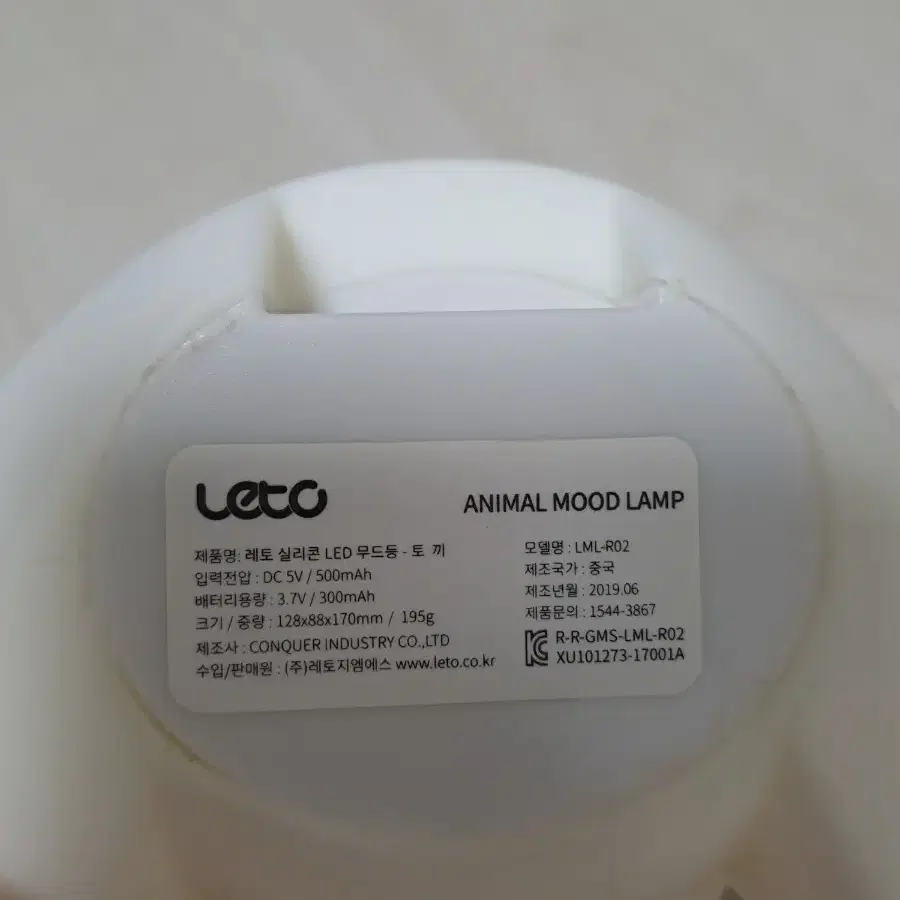 Leto
ANIMAL MOOD LAMP
제품명: 레토 실리콘 LED 무드등 - 토 끼
입력전압 : DC 5V / 500mAh
배터리용량 : 3.7V / 300mAh
크기 / 중량 : 128x88x170mm / 195g
제조사 : CONQUER INDUSTRY CO.,LTD
수입/판매원 : (주)레토지엠에스 www.leto.co.kr
모델명 : LML-R02
제조국가 : 중국
제조년월 : 2019.06
제품문의 : 1544-3867
R-R-GMS-LML-R02
XU101273-17001A